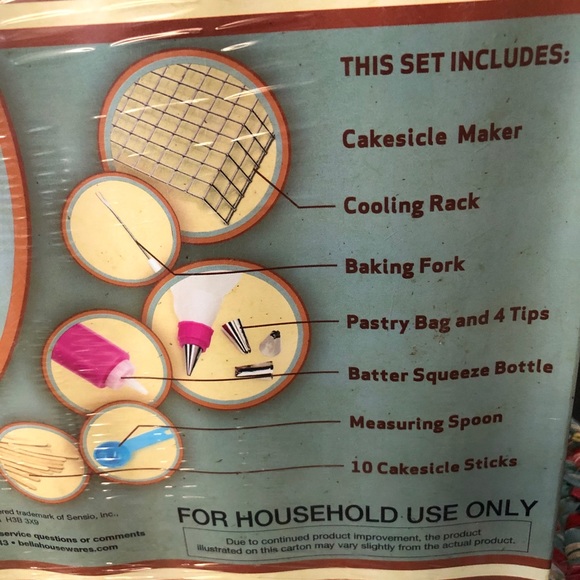 THIS SET INCLUDES:
Cakesicle Maker
Cooling Rack
Baking Fork
Pastry Bag and 4 Tips
Batter Squeeze Bottle
Measuring Spoon
10 Cakesicle Sticks
trademark of Sensio, Inc.,
H3B 3X9
service questions or comments
• bellahousewares.com
FOR HOUSEHOLD USE ONLY
Due to continued product improvement, the product
illustrated on this carton may vary slightly from the actual product.